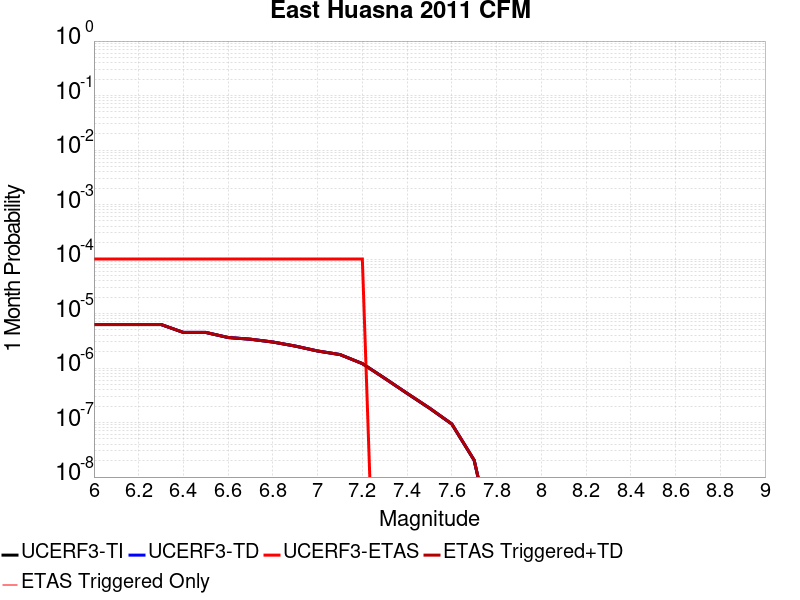 East Huasna 2011 CFM
10^0
10^-1
10^-2
10^-3
10^-4
10^-5
10^-6
10^-7
10^-8
1 Month Probability
6 6.2 6.4 6.6 6.8 7 7.2 7.4 7.6 7.8 8 8.2 8.4 8.6 8.8 9
Magnitude
UCERF3-TI UCERF3-TD UCERF3-ETAS ETAS Triggered+TD
ETAS Triggered Only